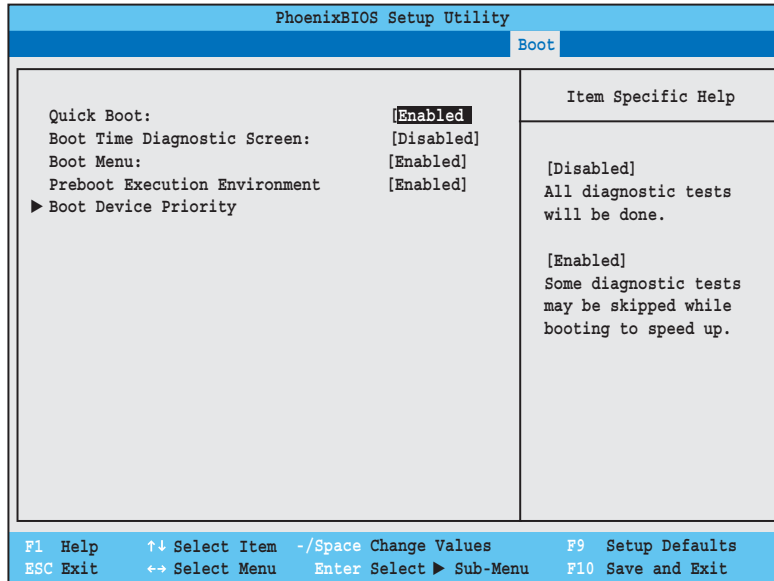 PhoenixBIOS Setup Utility
Boot
Quick Boot: [Enabled
Boot Time Diagnostic Screen: [Disabled]
Boot Menu: [Enabled]
Preboot Execution Environment [Enabled]
▶ Boot Device Priority
Item Specific Help
[Disabled]
All diagnostic tests
will be done.
[Enabled]
Some diagnostic tests
may be skipped while
booting to speed up.
F1 Help ↑↓ Select Item -/Space Change Values F9 Setup Defaults
ESC Exit ←→ Select Menu Enter Select ▶ Sub-Menu F10 Save and Exit